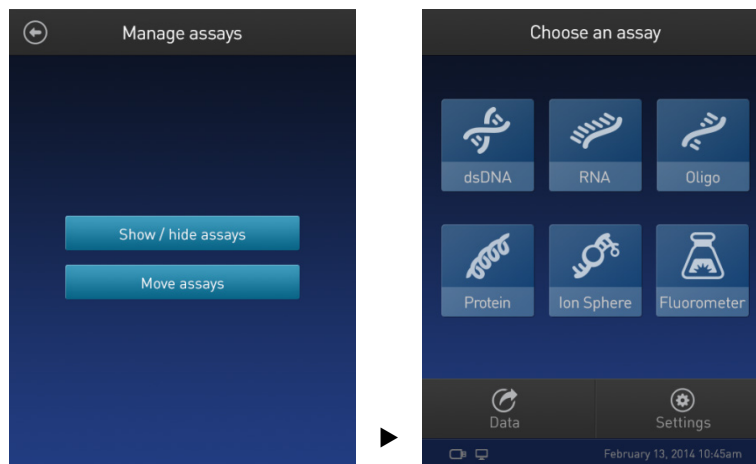 Manage assays
Show / hide assays
Move assays
Choose an assay
dsDNA
RNA
Oligo
Protein
Ion Sphere
Fluorometer
Data
Settings
February 13, 2014 10:45am